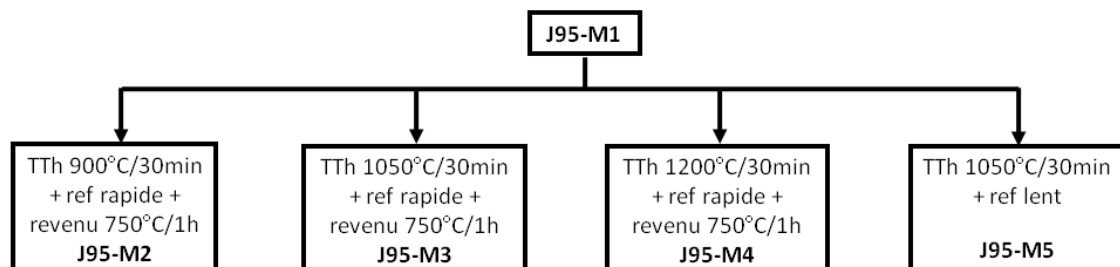 J95-M1
TTh 900°C/30min
+ ref rapide +
revenu 750°C/1h
J95-M2
TTh 1050°C/30min
+ ref rapide +
revenu 750°C/1h
J95-M3
TTh 1200°C/30min
+ ref rapide +
revenu 750°C/1h
J95-M4
TTh 1050°C/30min
+ ref lent
J95-M5